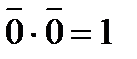 0̅ · 0̅ = 1